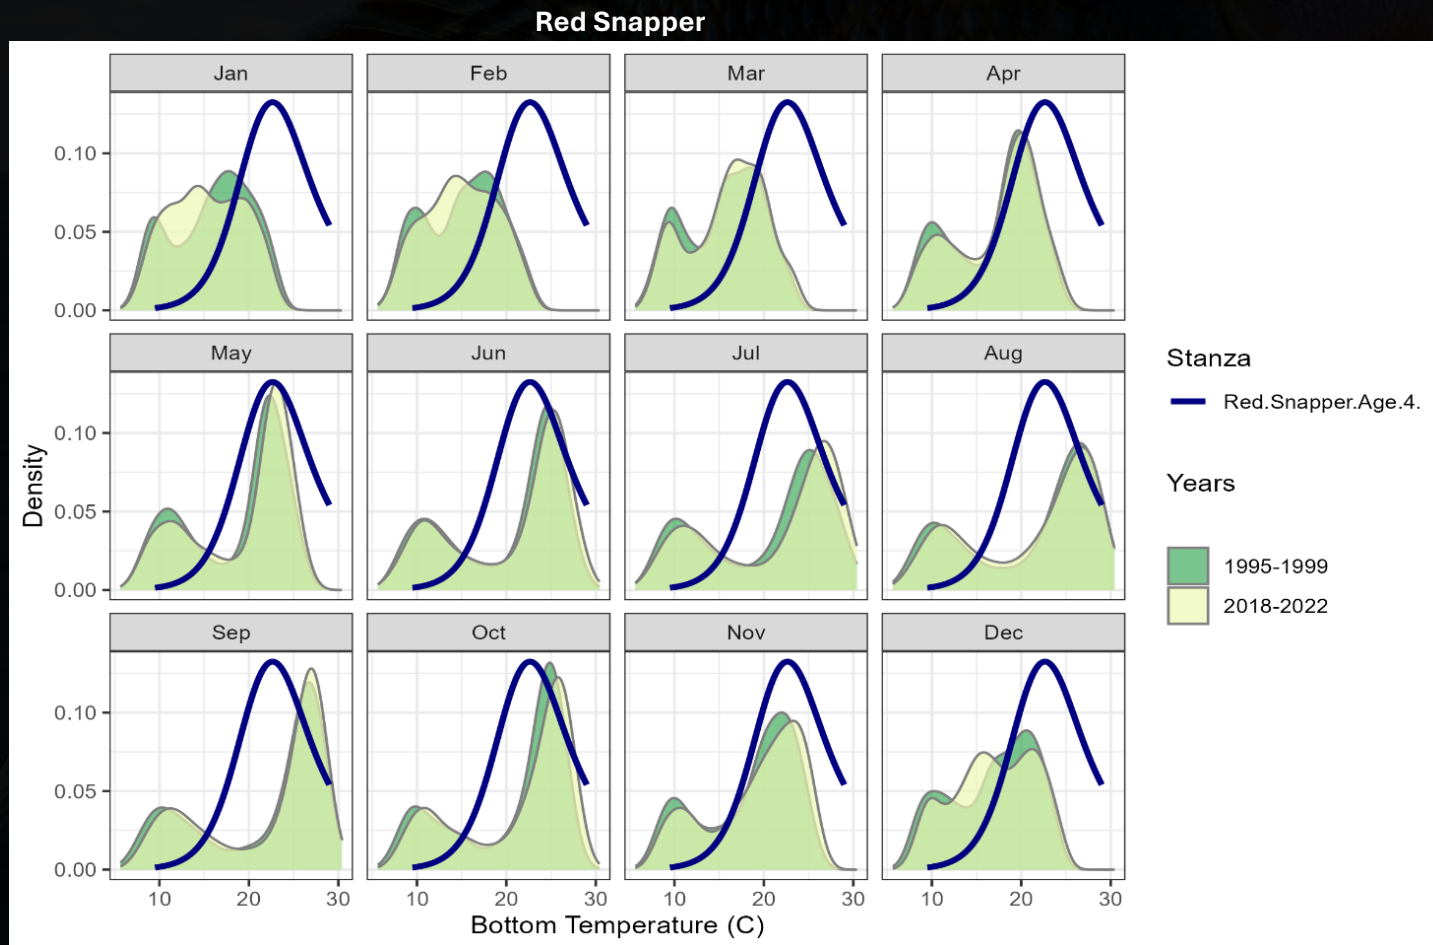 Red Snapper
Jan Feb Mar Apr
0.10
0.05
0.00
May Jun Jul Aug
0.10
0.05
0.00
Sep Oct Nov Dec
0.10
0.05
0.00
10 20 30 10 20 30 10 20 30 10 20 30
Density
Bottom Temperature (C)
Stanza
Red.Snapper.Age.4.
Years
1995-1999
2018-2022